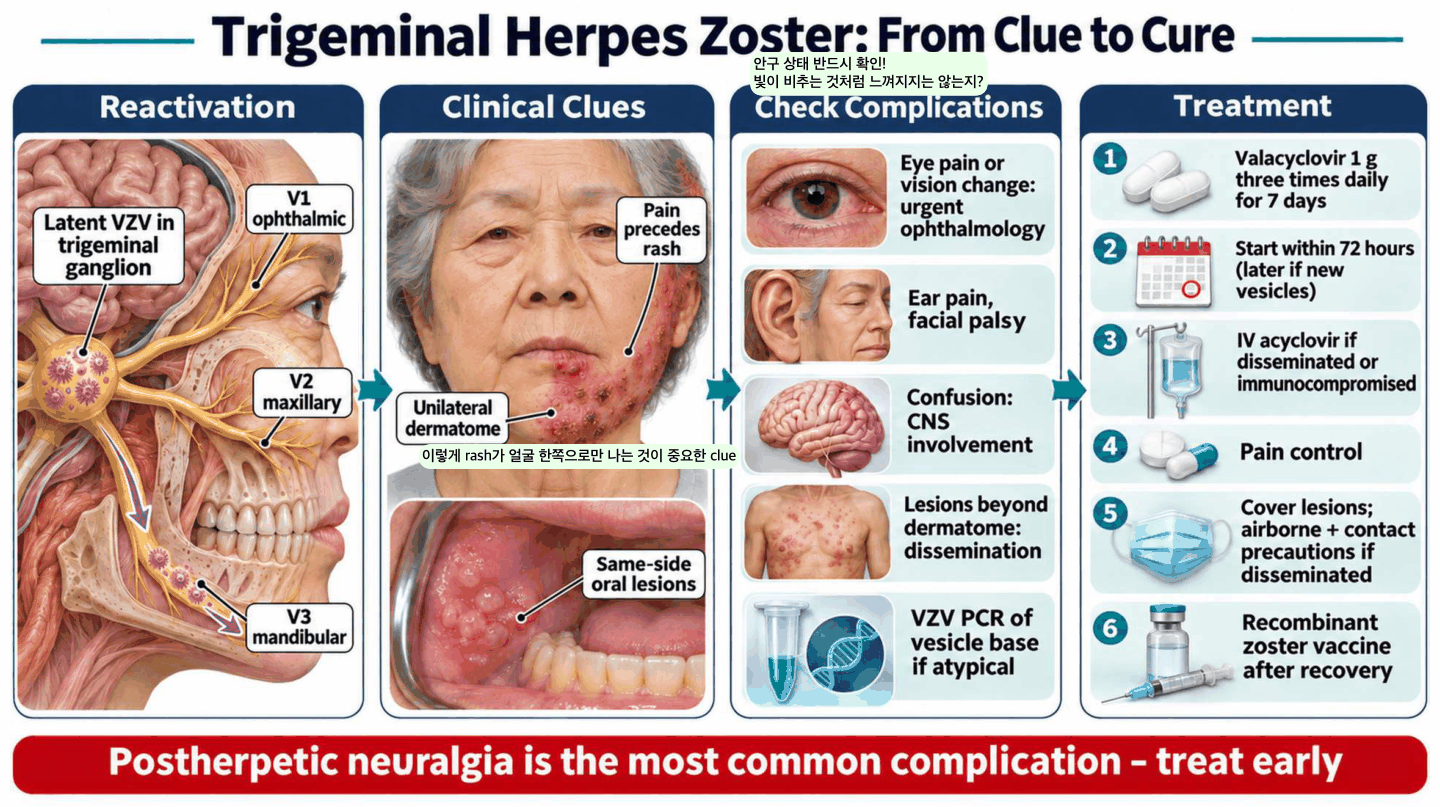 Trigeminal Herpes Zoster: From Clue to Cure
안구 상태 반드시 확인!
빛이 비추는 것처럼 느껴지지는 않는지?
Reactivation
Latent VZV in
trigeminal
ganglion
V1
ophthalmic
V2
maxillary
V3
mandibular
Clinical Clues
Pain
precedes
rash
Unilateral
dermatome
이렇게 rash가 얼굴 한쪽으로만 나는 것이 중요한 clue
Same-side
oral lesions
Check Complications
Eye pain or
vision change:
urgent
ophthalmology
Ear pain,
facial palsy
Confusion:
CNS
involvement
Lesions beyond
dermatome:
dissemination
VZV PCR of
vesicle base
if atypical
Treatment
1
Valacyclovir 1 g
three times daily
for 7 days
2
Start within 72 hours
(later if new
vesicles)
3
IV acyclovir if
disseminated or
immunocompromised
4
Pain control
5
Cover lesions;
airborne + contact
precautions if
disseminated
6
Recombinant
zoster vaccine
after recovery
Postherpetic neuralgia is the most common complication – treat early